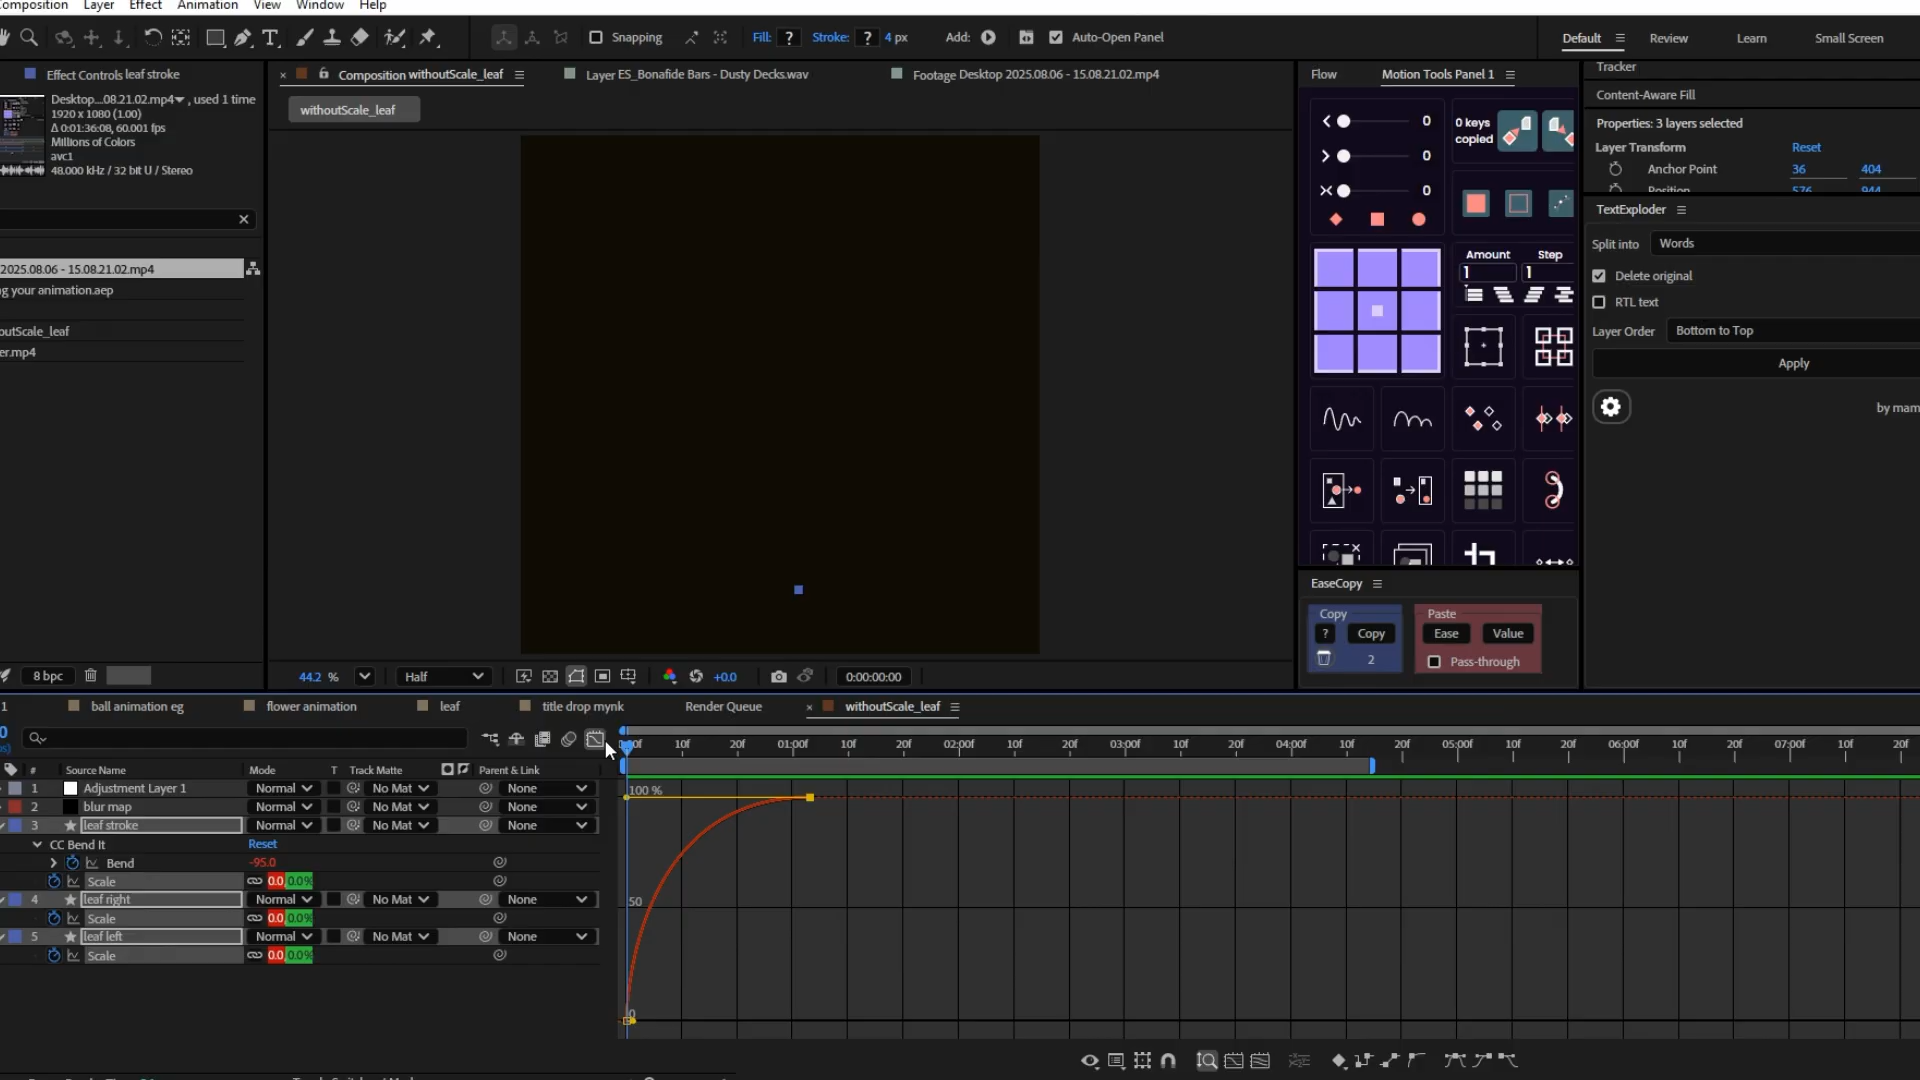 omposition Layer Effect Animation View Window Help
Snapping Fill: ? Stroke: ? 4 px Add: Auto-Open Panel Default Review Learn Small Screen
Effect Controls leaf stroke
Composition withoutScale_leaf Layer ES_Bonafide Bars - Dusty Decks.wav Footage Desktop 2025.08.06 - 15.08.21.02.mp4
Flow Motion Tools Panel 1
Tracker
Content-Aware Fill
Properties: 3 layers selected
Layer Transform Reset
Anchor Point 36 404
Position 576 944
Desktop....08.21.02.mp4 , used 1 time
1920 x 1080 (1.00)
Δ 0:01:36:08, 60.001 fps
Millions of Colors
avc1
48.000 kHz / 32 bit U / Stereo
withoutScale_leaf
0
0
0
0 keys
copied
TextExploder
Split into Words
Delete original
RTL text
Layer Order Bottom to Top
Apply
by mam
Amount Step
1 1
2025.08.06 - 15.08.21.02.mp4
g your animation.aep
outScale_leaf
er.mp4
EaseCopy
Copy
? Copy
2
Paste
Ease Value
Pass-through
8 bpc
44.2 % Half +0.0 0:00:00:00
1 ball animation eg flower animation leaf title drop mynk Render Queue withoutScale_leaf
:00f 10f 20f 01:00f 10f 20f 02:00f 10f 20f 03:00f 10f 20f 04:00f 10f 20f 05:00f 10f 20f 06:00f 10f 20f 07:00f 10f 20f
# Source Name Mode T Track Matte Parent & Link
1 Adjustment Layer 1 Normal No Mat None
2 blur map Normal No Mat None
3 leaf stroke Normal No Mat None
CC Bend It Reset
Bend -95.0
Scale 0.0, 0.0%
4 leaf right Normal No Mat None
Scale 0.0, 0.0%
5 leaf left Normal No Mat None
Scale 0.0, 0.0%
100 %
50
0